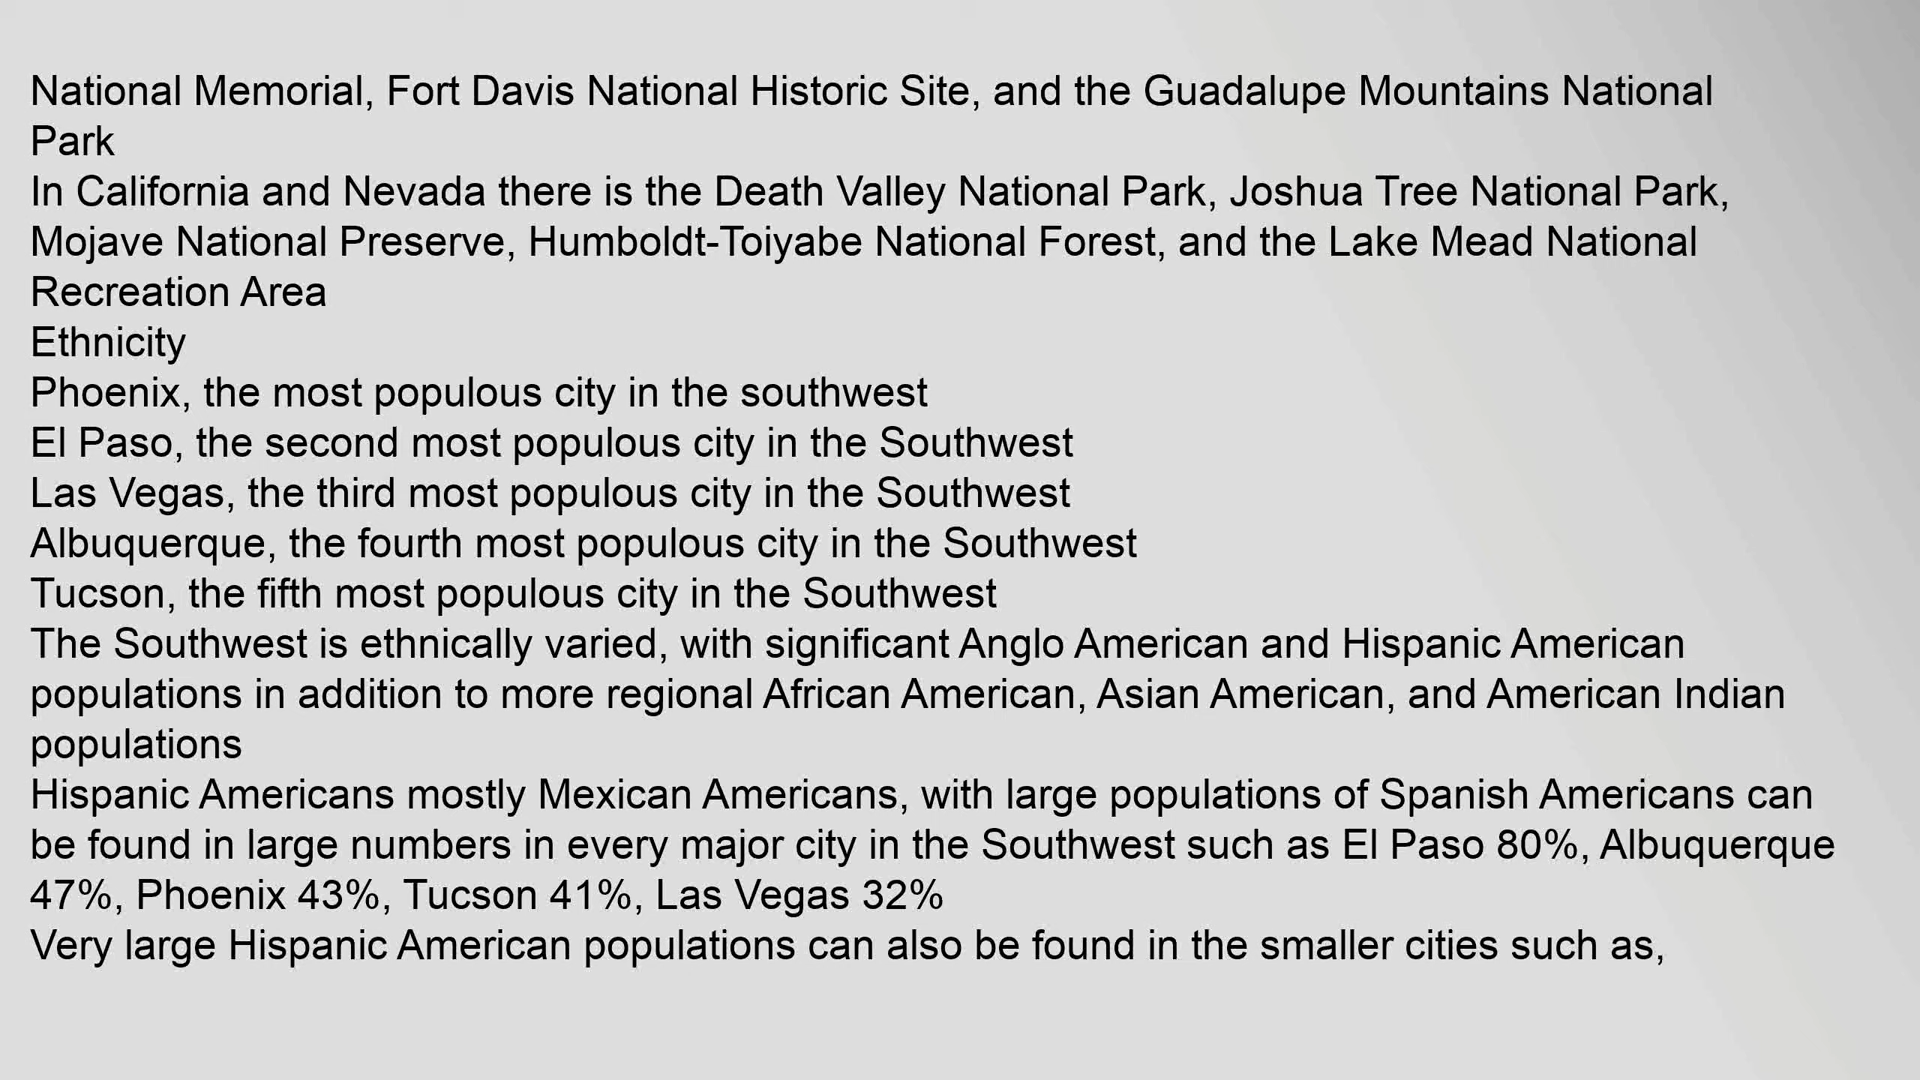 National Memorial, Fort Davis National Historic Site, and the Guadalupe Mountains National
Park
In California and Nevada there is the Death Valley National Park, Joshua Tree National Park,
Mojave National Preserve, Humboldt-Toiyabe National Forest, and the Lake Mead National
Recreation Area
Ethnicity
Phoenix, the most populous city in the southwest
El Paso, the second most populous city in the Southwest
Las Vegas, the third most populous city in the Southwest
Albuquerque, the fourth most populous city in the Southwest
Tucson, the fifth most populous city in the Southwest
The Southwest is ethnically varied, with significant Anglo American and Hispanic American
populations in addition to more regional African American, Asian American, and American Indian
populations
Hispanic Americans mostly Mexican Americans, with large populations of Spanish Americans can
be found in large numbers in every major city in the Southwest such as El Paso 80%, Albuquerque
47%, Phoenix 43%, Tucson 41%, Las Vegas 32%
Very large Hispanic American populations can also be found in the smaller cities such as,